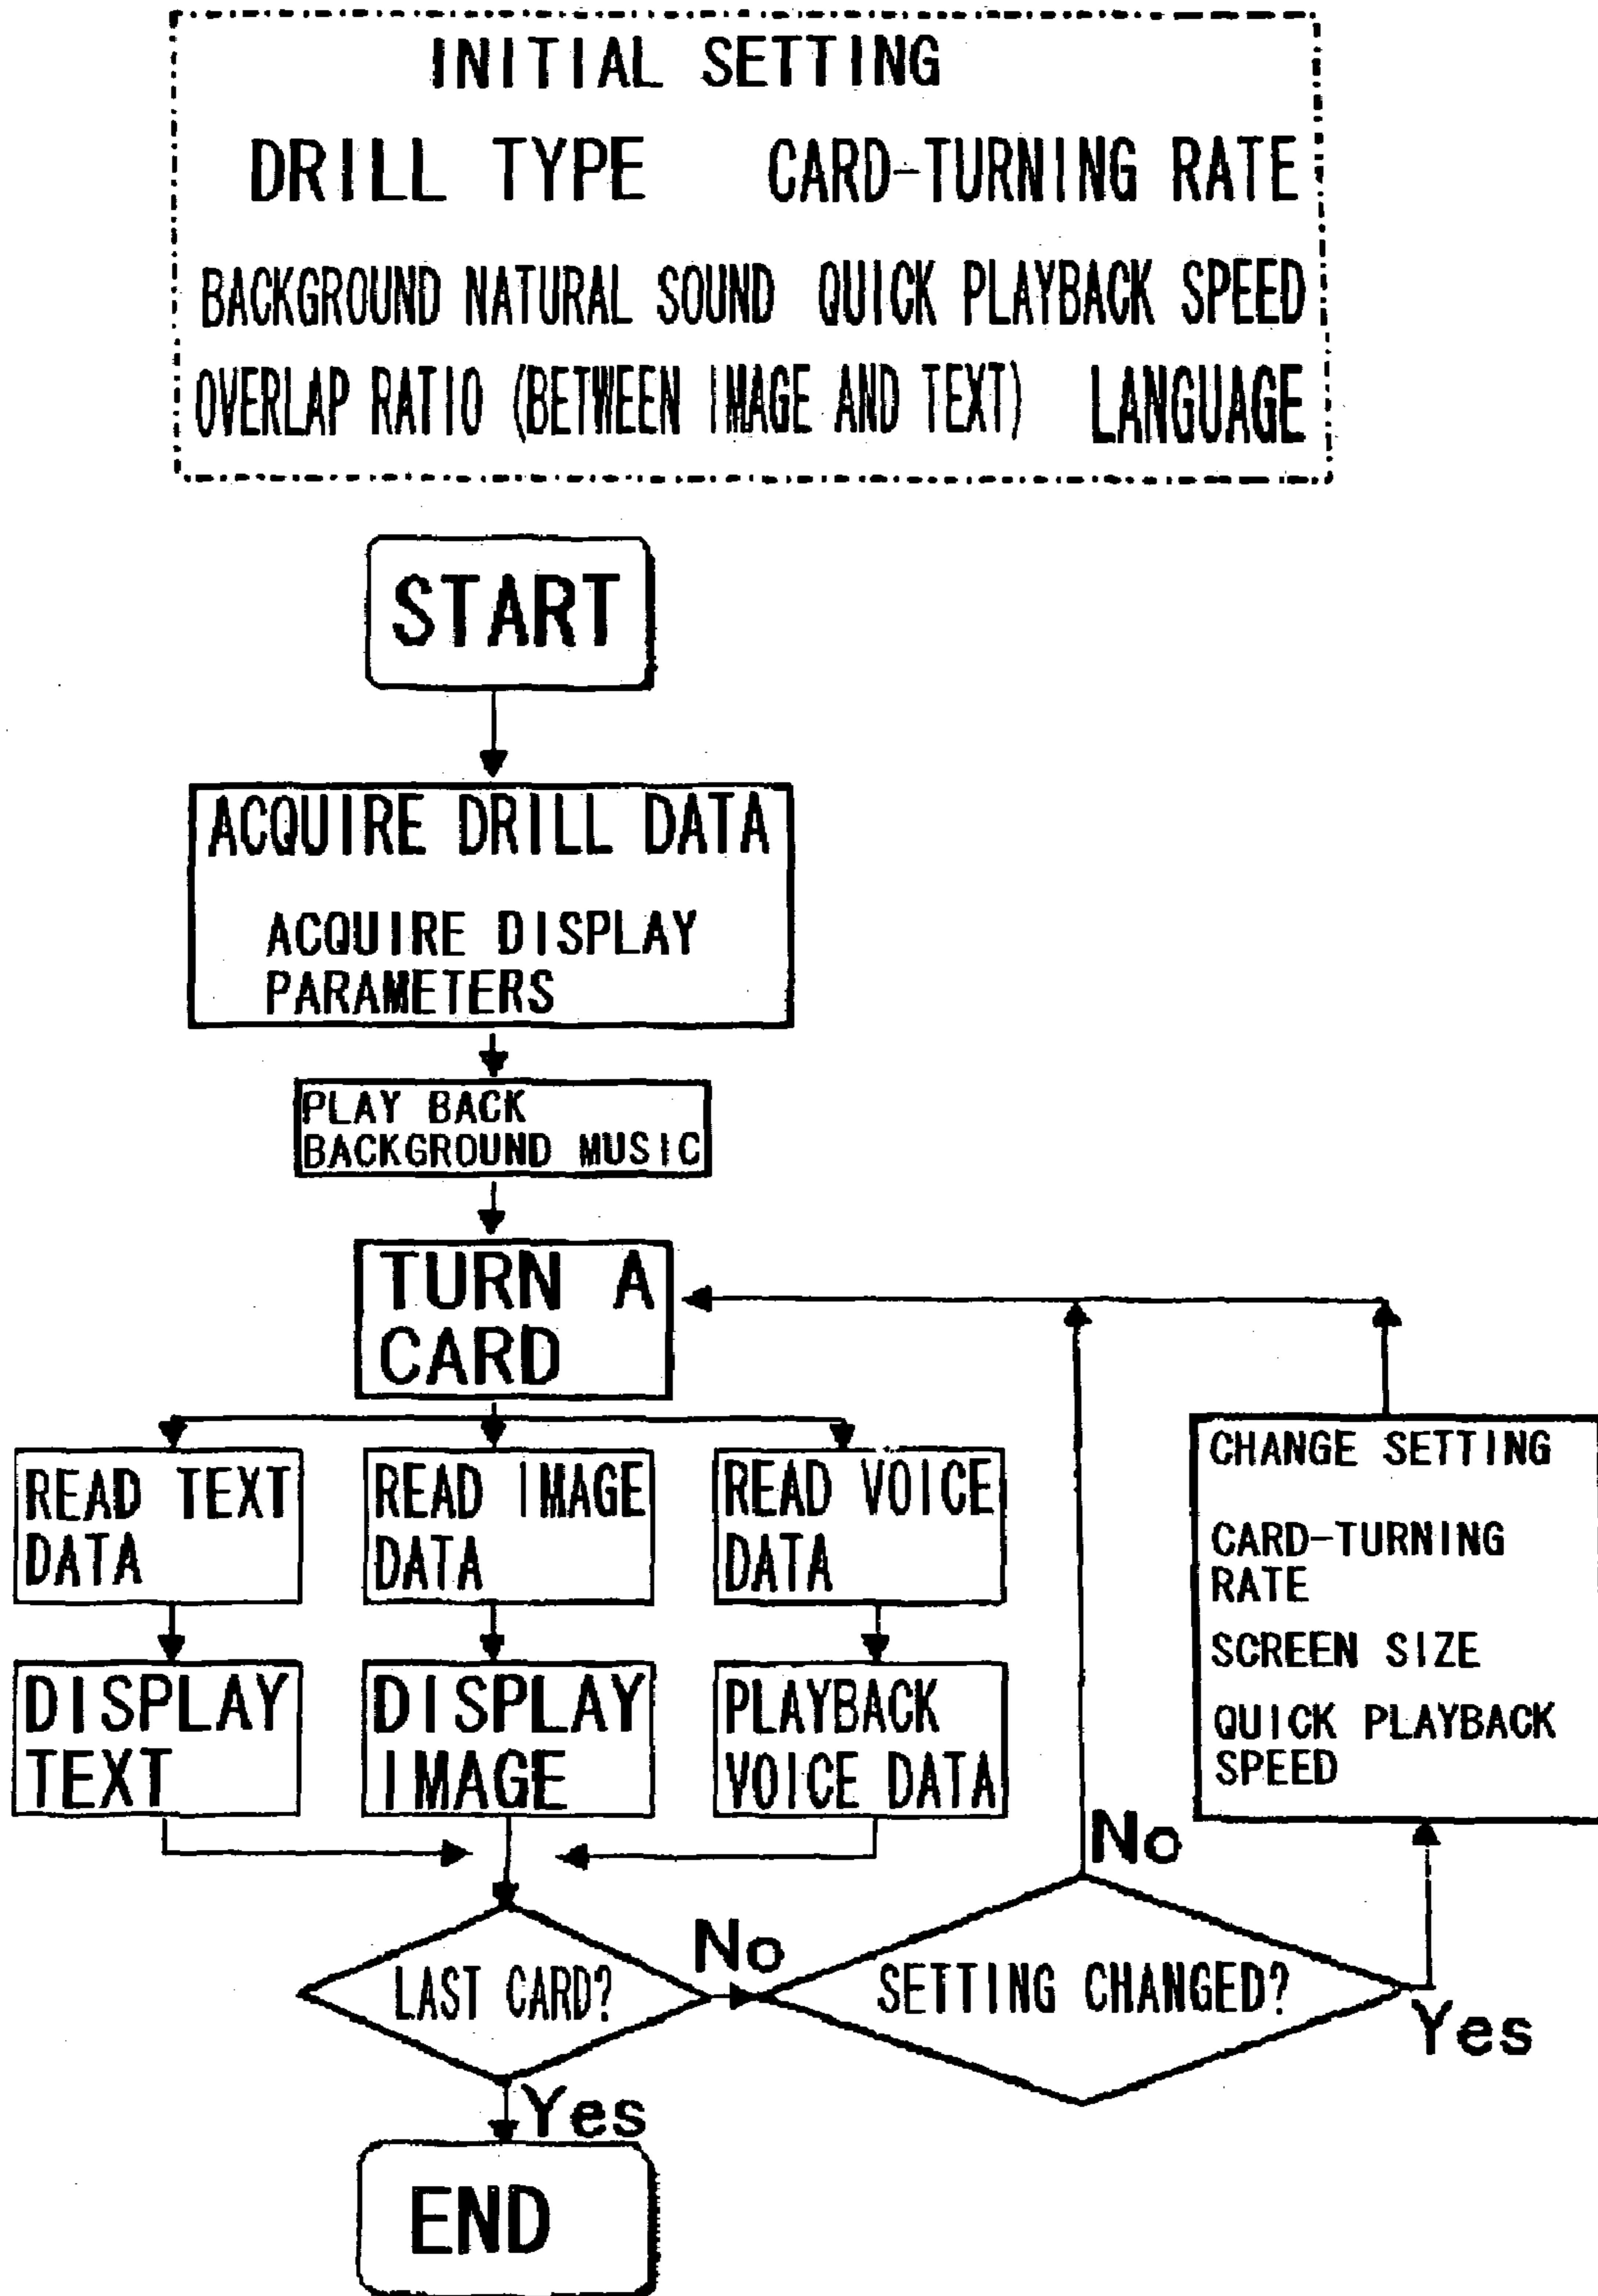 INITIAL SETTING
DRILL TYPE CARD-TURNING RATE
BACKGROUND NATURAL SOUND QUICK PLAYBACK SPEED
OVERLAP RATIO (BETWEEN IMAGE AND TEXT) LANGUAGE
START
ACQUIRE DRILL DATA
ACQUIRE DISPLAY
PARAMETERS
PLAY BACK
BACKGROUND MUSIC
TURN A
CARD
READ TEXT
DATA
READ IMAGE
DATA
READ VOICE
DATA
DISPLAY
TEXT
DISPLAY
IMAGE
PLAYBACK
VOICE DATA
CHANGE SETTING
CARD-TURNING
RATE
SCREEN SIZE
QUICK PLAYBACK
SPEED
LAST CARD?
No
SETTING CHANGED?
No
Yes
Yes
END